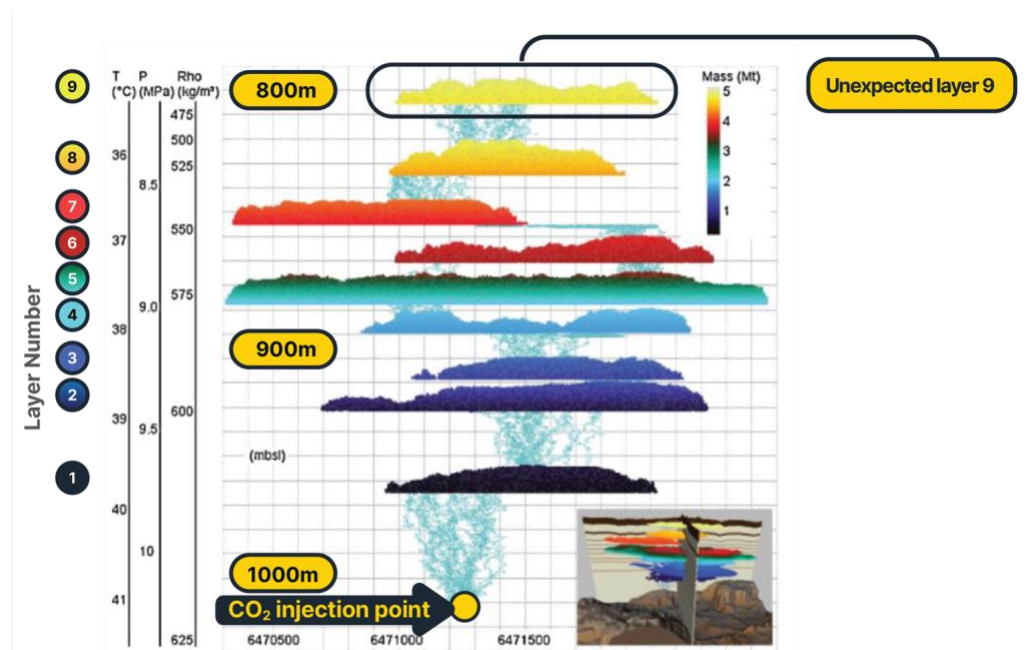 Unexpected layer 9
T P Rho
(°C) (MPa) (kg/m³)
800m
Mass (Mt)
9
475
5
500
4
8
36
525
3
8.5
2
7
550
1
6
37
5
575
9.0
4
38
900m
3
2
39
600
9.5
(mbsl)
1
40
10
1000m
41
CO₂ injection point
625
6470500 6471000 6471500
Layer Number